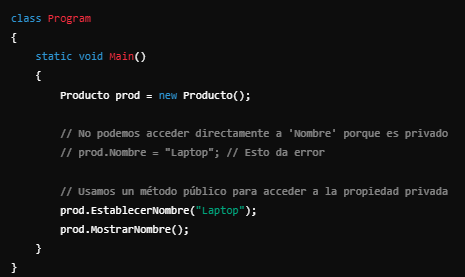 class Program
{
    static void Main()
    {
        Producto prod = new Producto();
        // No podemos acceder directamente a 'Nombre' porque es privado
        // prod.Nombre = "Laptop"; // Esto da error
        // Usamos un método público para acceder a la propiedad privada
        prod.EstablecerNombre("Laptop");
        prod.MostrarNombre();
    }
}